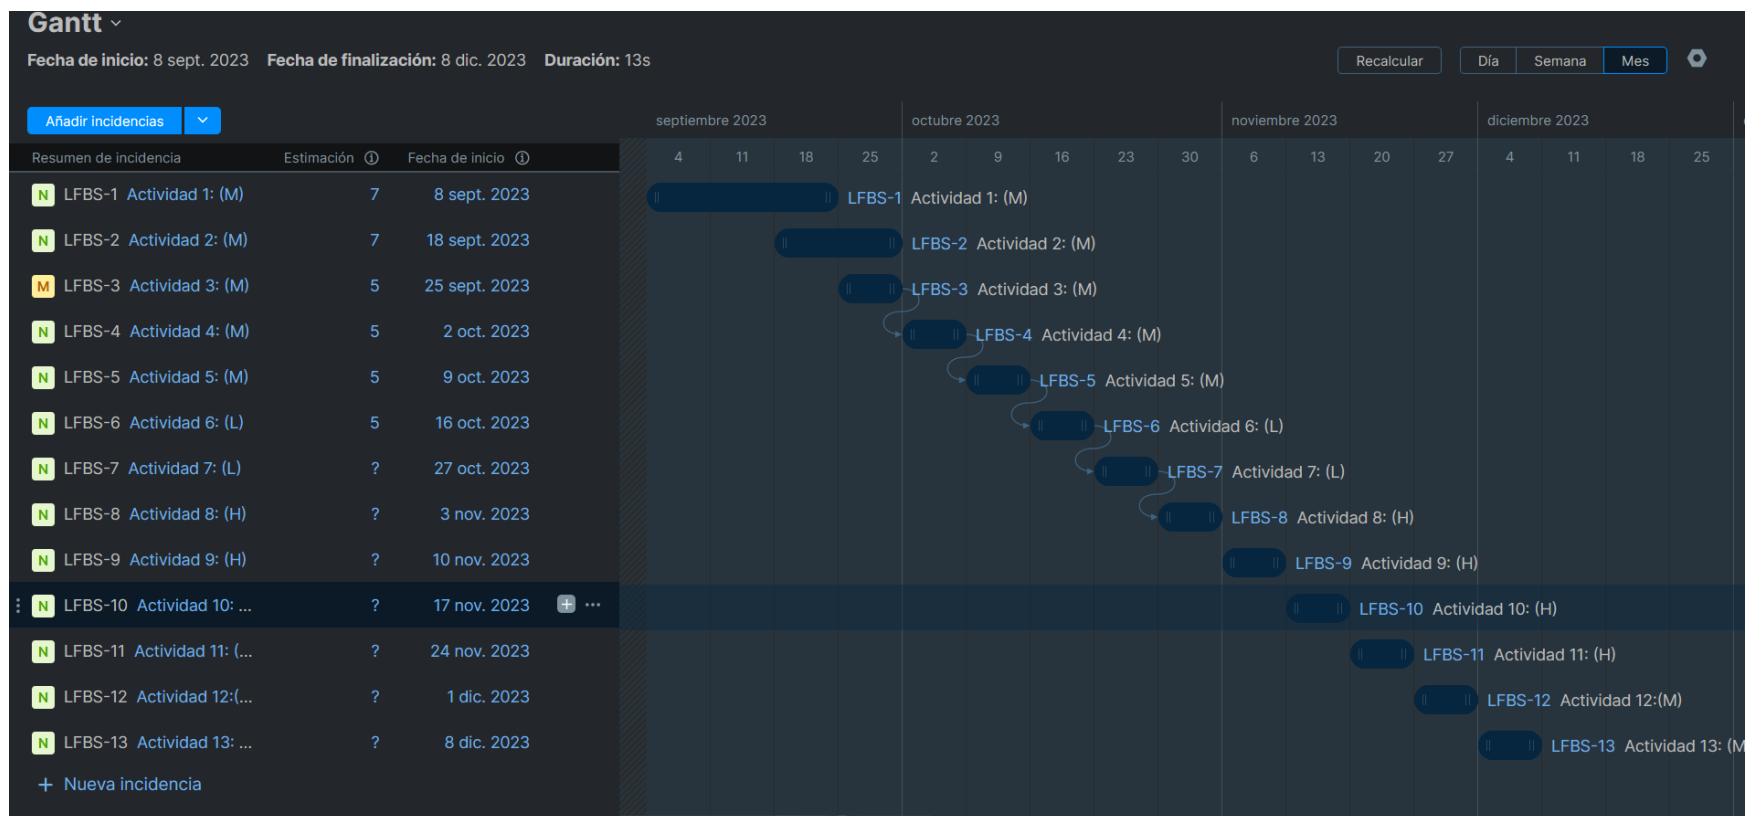 Gantt
Fecha de inicio: 8 sept. 2023 Fecha de finalización: 8 dic. 2023 Duración: 13s
Recalcular Día Semana Mes
Añadir incidencias
septiembre 2023 octubre 2023 noviembre 2023 diciembre 2023
Resumen de incidencia Estimación Fecha de inicio 4 11 18 25 2 9 16 23 30 6 13 20 27 4 11 18 25
N LFBS-1 Actividad 1: (M) 7 8 sept. 2023 LFBS-1 Actividad 1: (M)
N LFBS-2 Actividad 2: (M) 7 18 sept. 2023 LFBS-2 Actividad 2: (M)
M LFBS-3 Actividad 3: (M) 5 25 sept. 2023 LFBS-3 Actividad 3: (M)
N LFBS-4 Actividad 4: (M) 5 2 oct. 2023 LFBS-4 Actividad 4: (M)
N LFBS-5 Actividad 5: (M) 5 9 oct. 2023 LFBS-5 Actividad 5: (M)
N LFBS-6 Actividad 6: (L) 5 16 oct. 2023 LFBS-6 Actividad 6: (L)
N LFBS-7 Actividad 7: (L) ? 27 oct. 2023 LFBS-7 Actividad 7: (L)
N LFBS-8 Actividad 8: (H) ? 3 nov. 2023 LFBS-8 Actividad 8: (H)
N LFBS-9 Actividad 9: (H) ? 10 nov. 2023 LFBS-9 Actividad 9: (H)
N LFBS-10 Actividad 10: ... ? 17 nov. 2023 LFBS-10 Actividad 10: (H)
N LFBS-11 Actividad 11: (... ? 24 nov. 2023 LFBS-11 Actividad 11: (H)
N LFBS-12 Actividad 12:(... ? 1 dic. 2023 LFBS-12 Actividad 12:(M)
N LFBS-13 Actividad 13: ... ? 8 dic. 2023 LFBS-13 Actividad 13: (M
+ Nueva incidencia